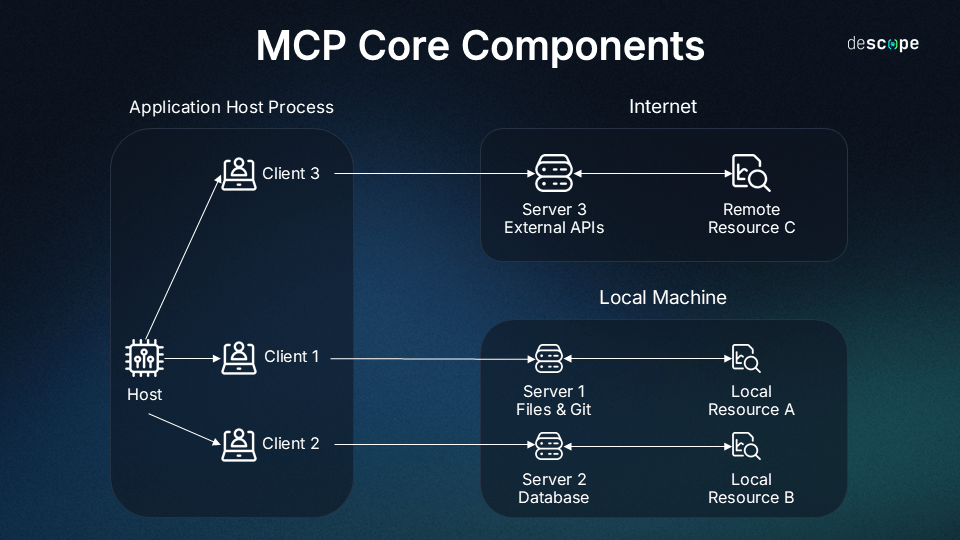 MCP Core Components
descope
Application Host Process
Client 3
Host
Client 1
Client 2
Internet
Server 3
External APIs
Remote
Resource C
Local Machine
Server 1
Files & Git
Local
Resource A
Server 2
Database
Local
Resource B